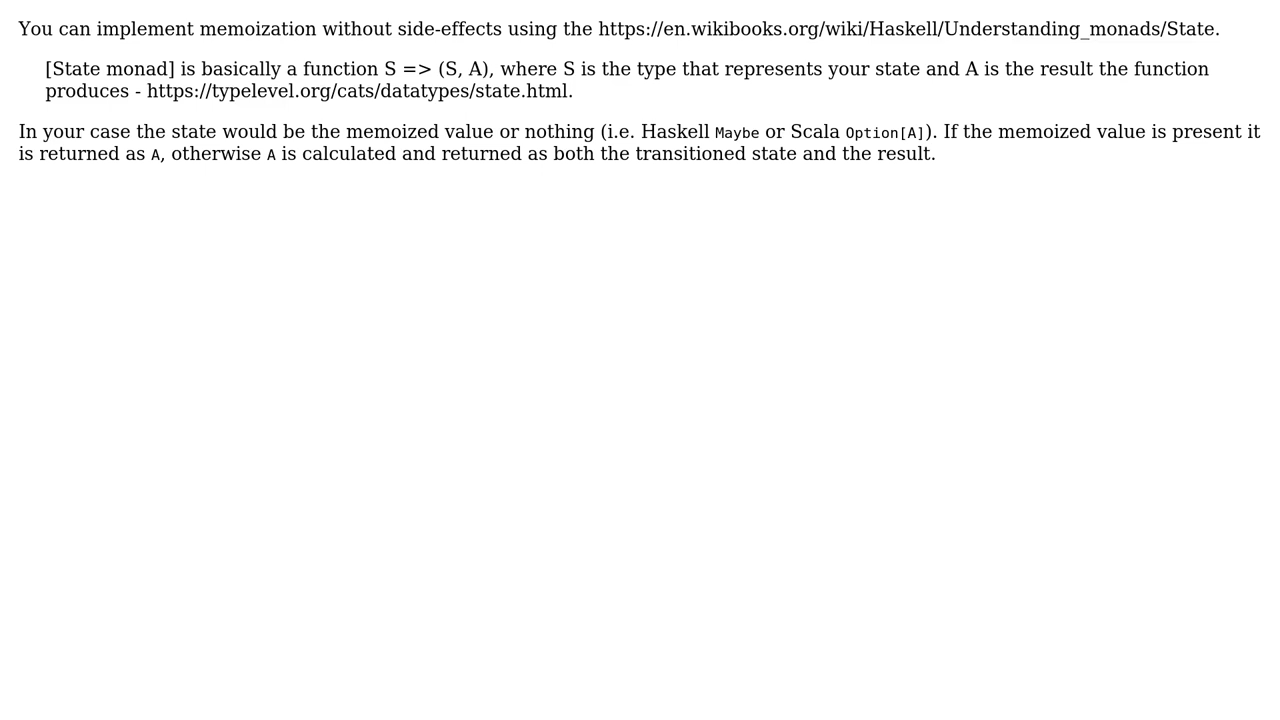 You can implement memoization without side-effects using the https://en.wikibooks.org/wiki/Haskell/Understanding_monads/State.
[State monad] is basically a function S => (S, A), where S is the type that represents your state and A is the result the function
produces - https://typelevel.org/cats/datatypes/state.html.
In your case the state would be the memoized value or nothing (i.e. Haskell Maybe or Scala Option[A]). If the memoized value is present it
is returned as A, otherwise A is calculated and returned as both the transitioned state and the result.